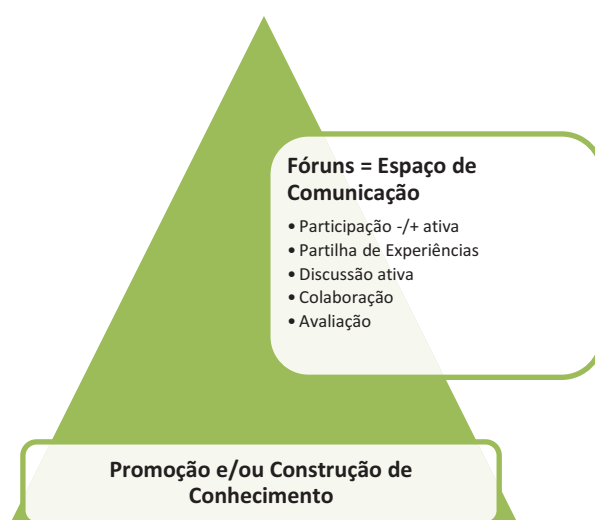 Fóruns = Espaço de
Comunicação
• Participação -/+ ativa
• Partilha de Experiências
• Discussão ativa
• Colaboração
• Avaliação
Promoção e/ou Construção de
Conhecimento